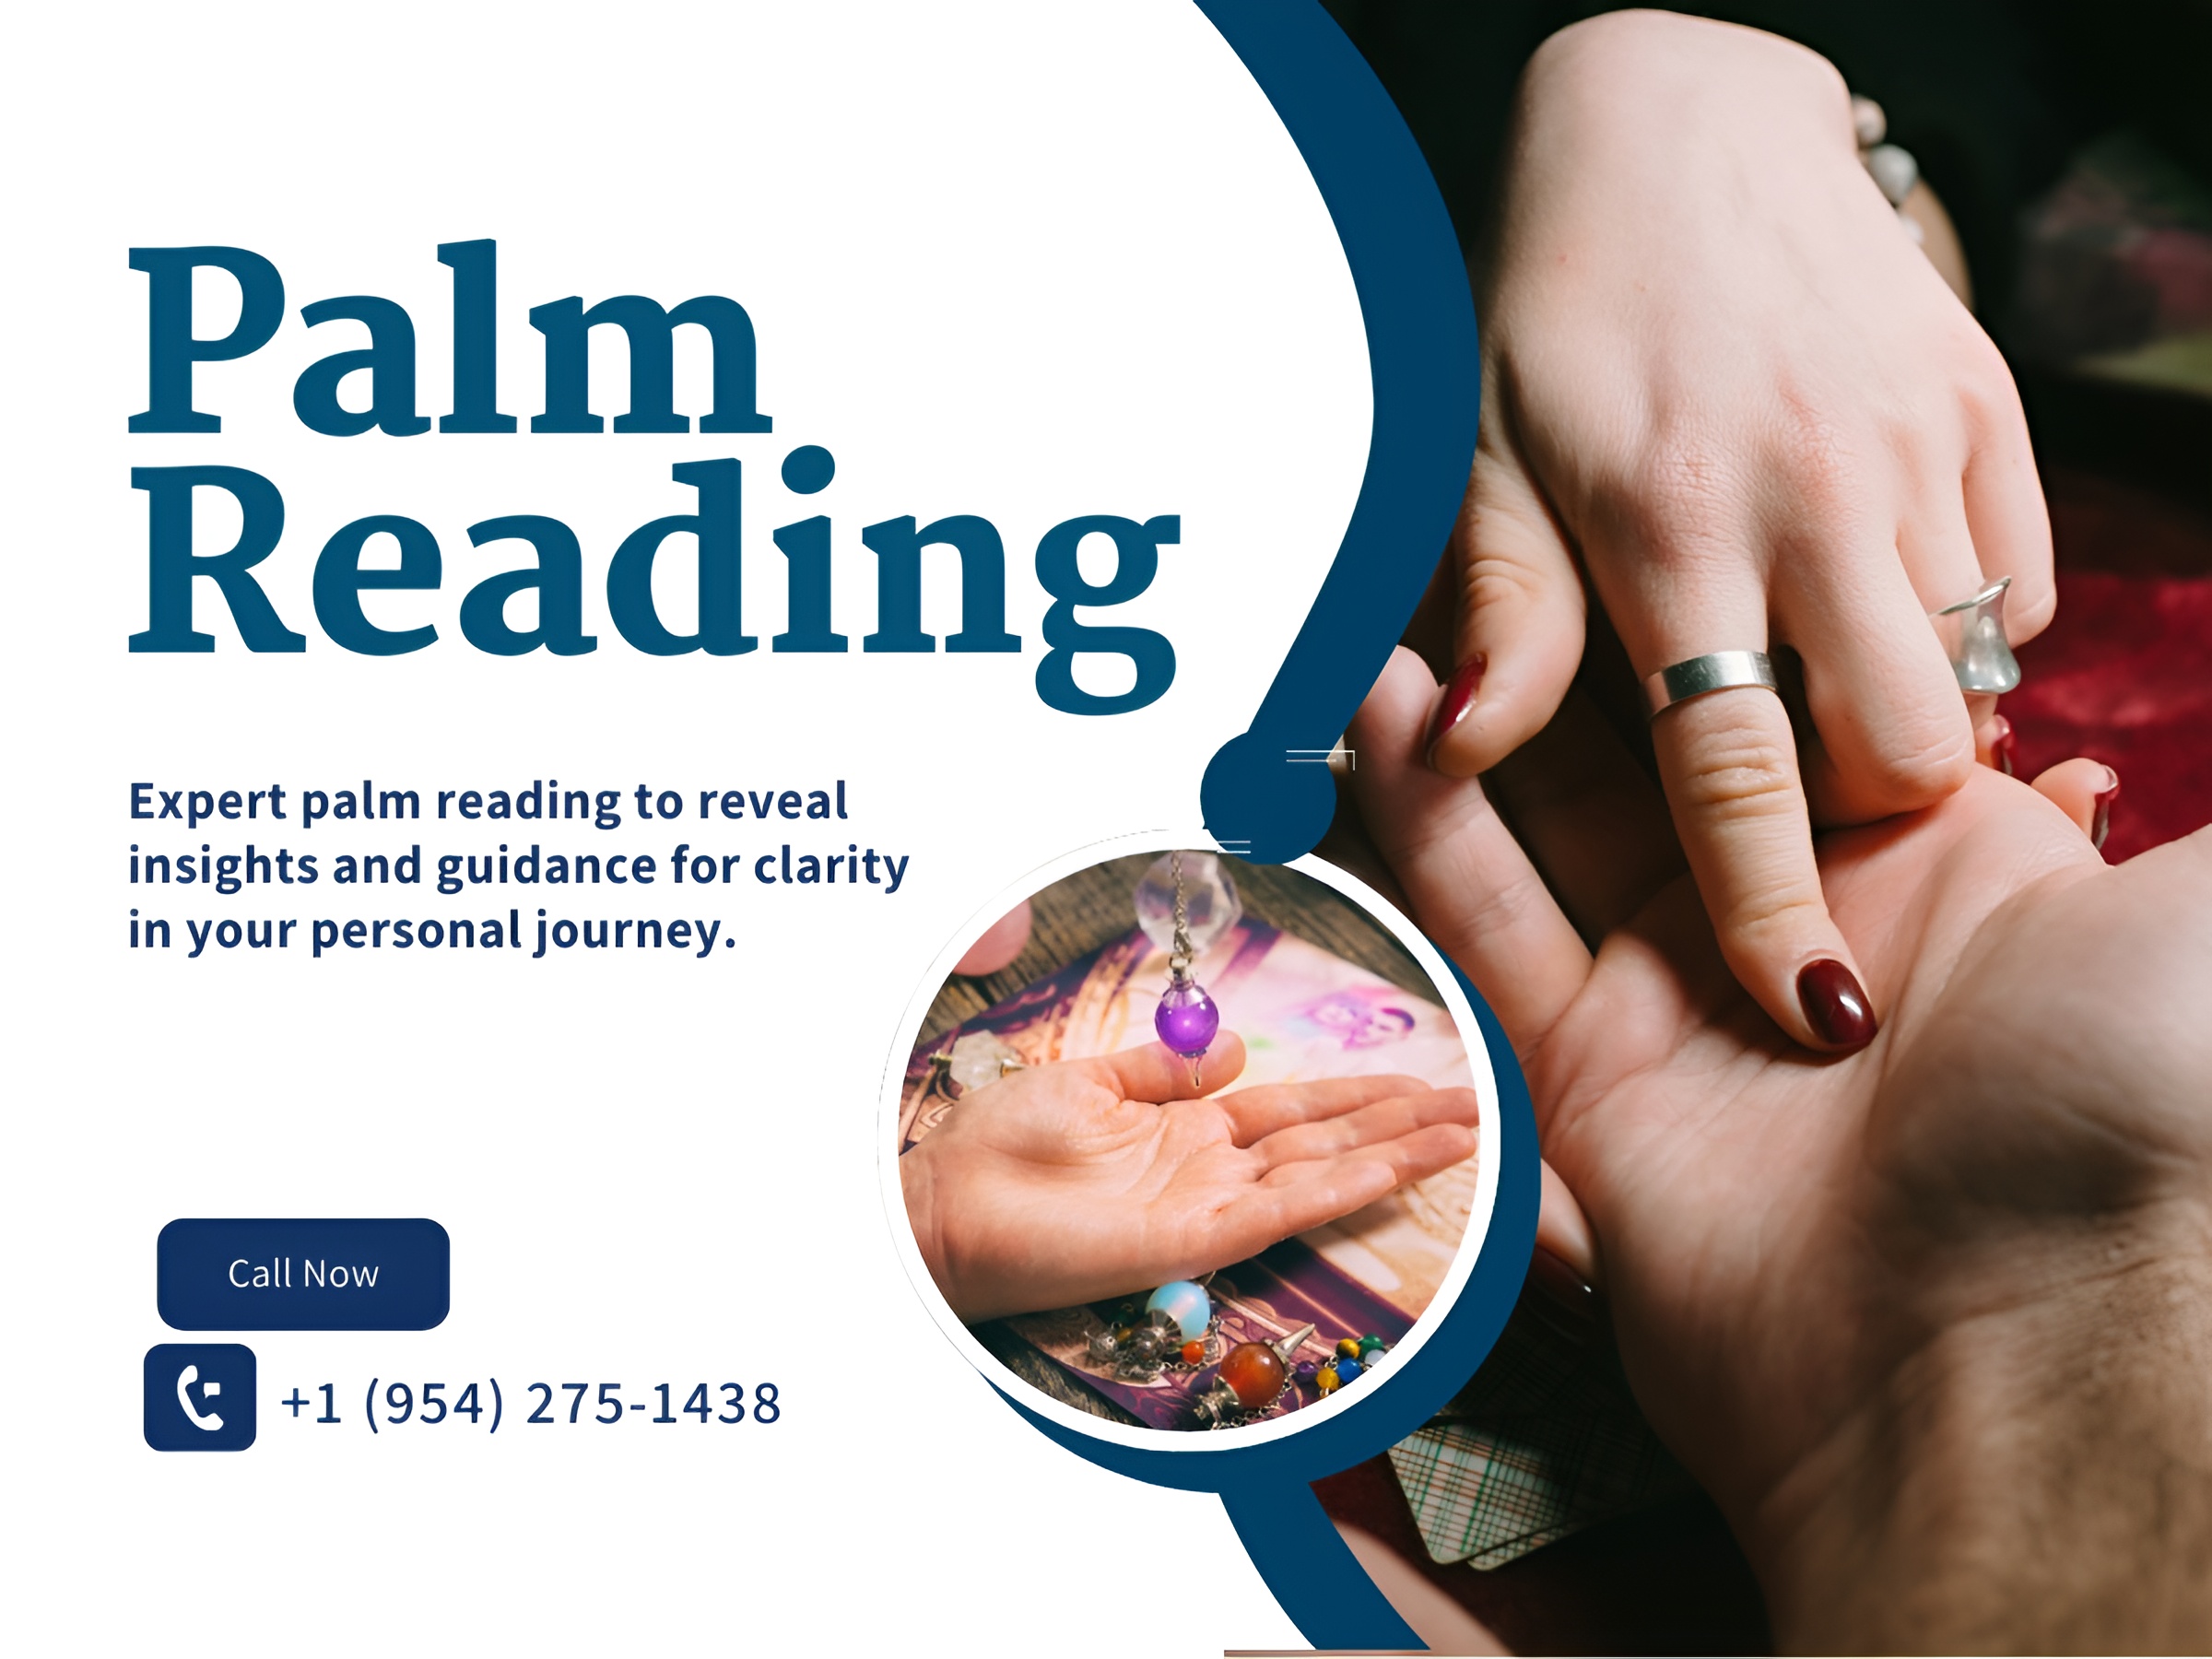 Palm
Reading
Expert palm reading to reveal
insights and guidance for clarity
in your personal journey.
Call Now
+1 (954) 275-1438